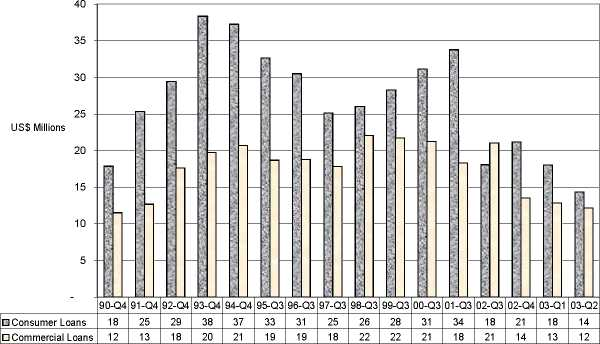 40
35
30
25
US$ Millions
20
15
10
5
-
90-Q4 91-Q4 92-Q4 93-Q4 94-Q4 95-Q3 96-Q3 97-Q3 98-Q3 99-Q3 00-Q3 01-Q3 02-Q3 02-Q4 03-Q1 03-Q2
Consumer Loans 18 25 29 38 37 33 31 25 26 28 31 34 18 21 18 14
Commercial Loans 12 13 18 20 21 19 19 18 22 22 21 18 21 14 13 12